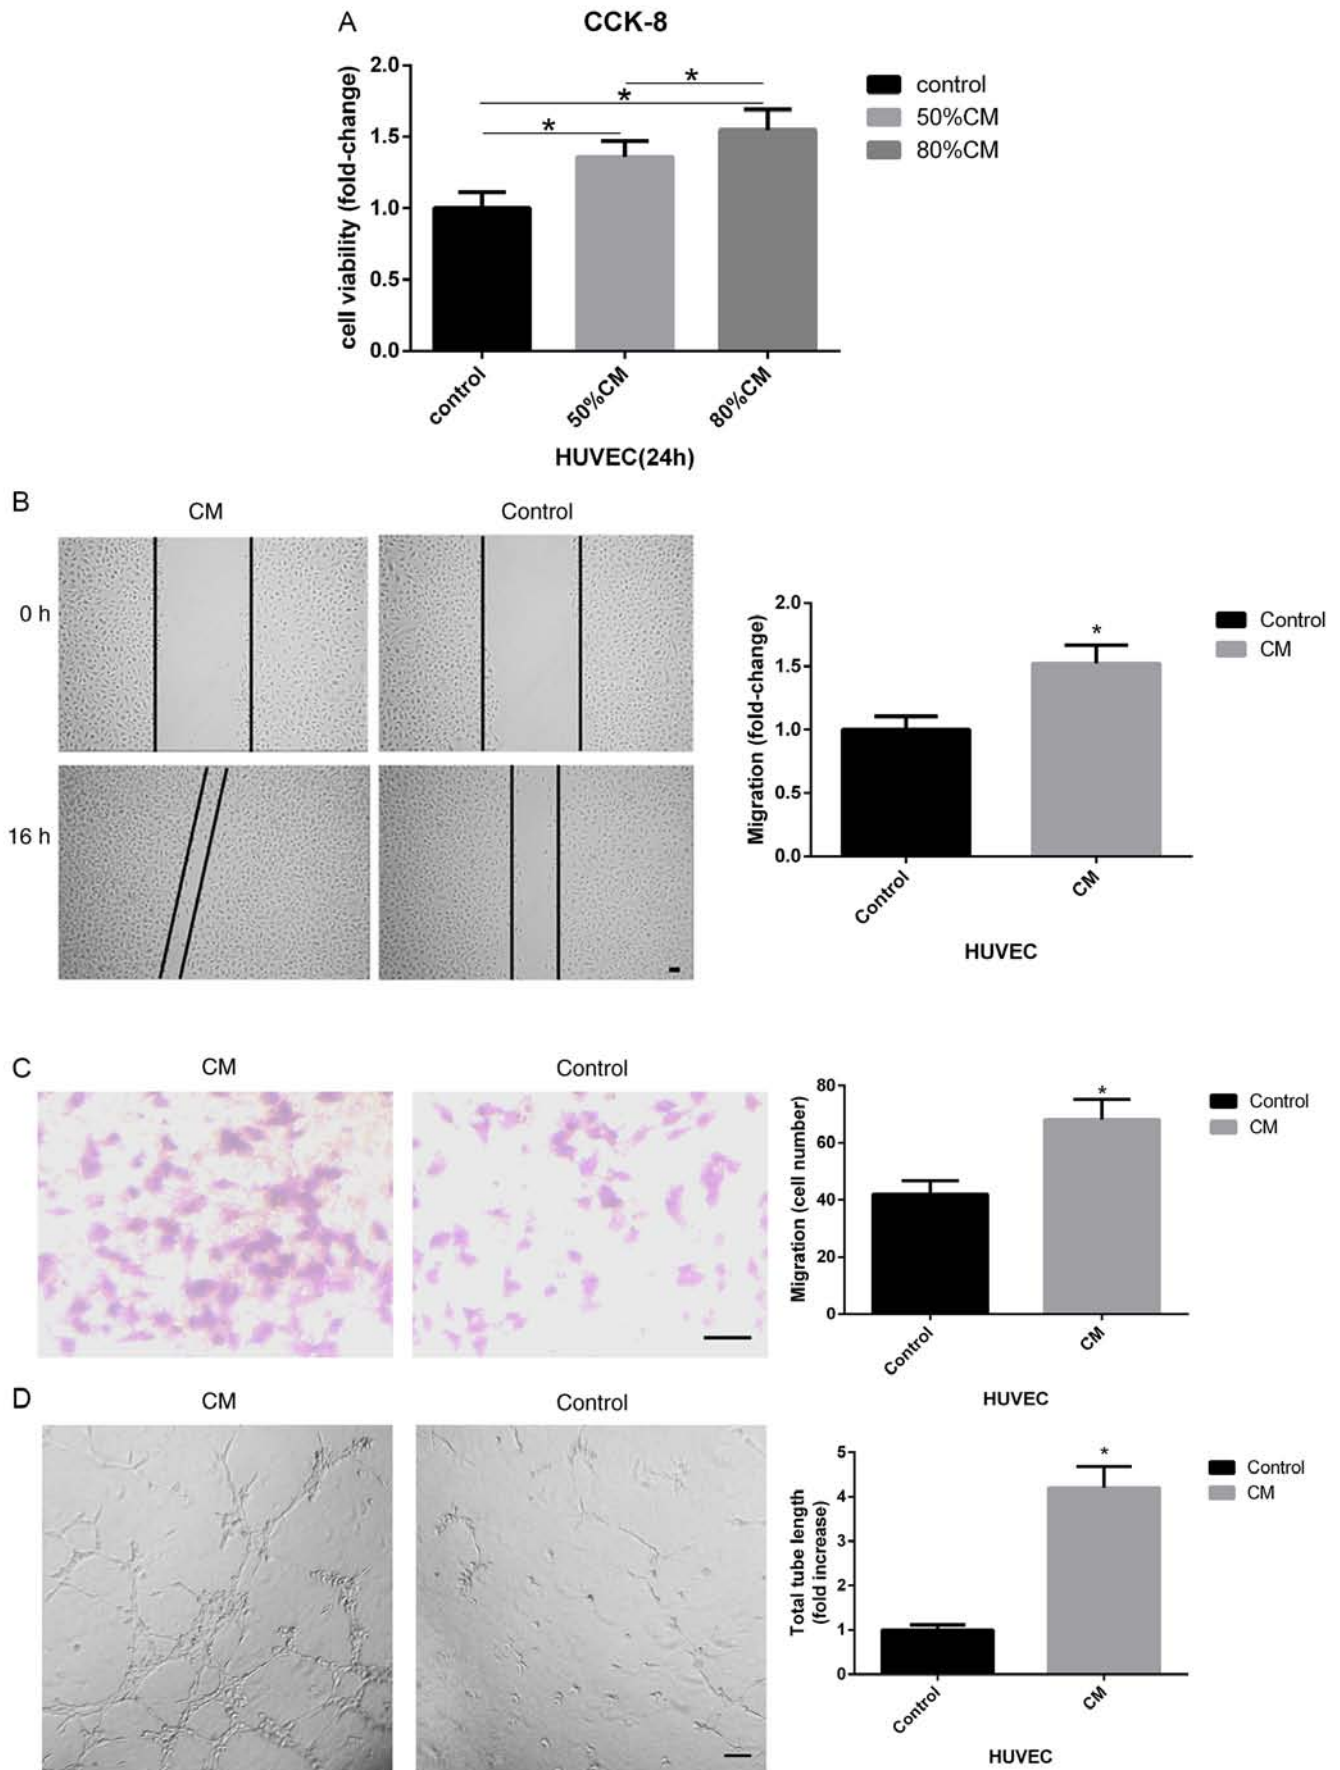 A
CCK-8
cell viability (fold-change)
2.0
1.5
1.0
0.5
0.0
*
*
*
control
50%CM
80%CM
HUVEC(24h)
control
50%CM
80%CM
B
CM
Control
0 h
16 h
Migration (fold-change)
2.0
1.5
1.0
0.5
0.0
*
Control
CM
HUVEC
Control
CM
C
CM
Control
Migration (cell number)
80
60
40
20
0
*
Control
CM
HUVEC
Control
CM
D
CM
Control
Total tube length
(fold increase)
5
4
3
2
1
0
*
Control
CM
HUVEC
Control
CM